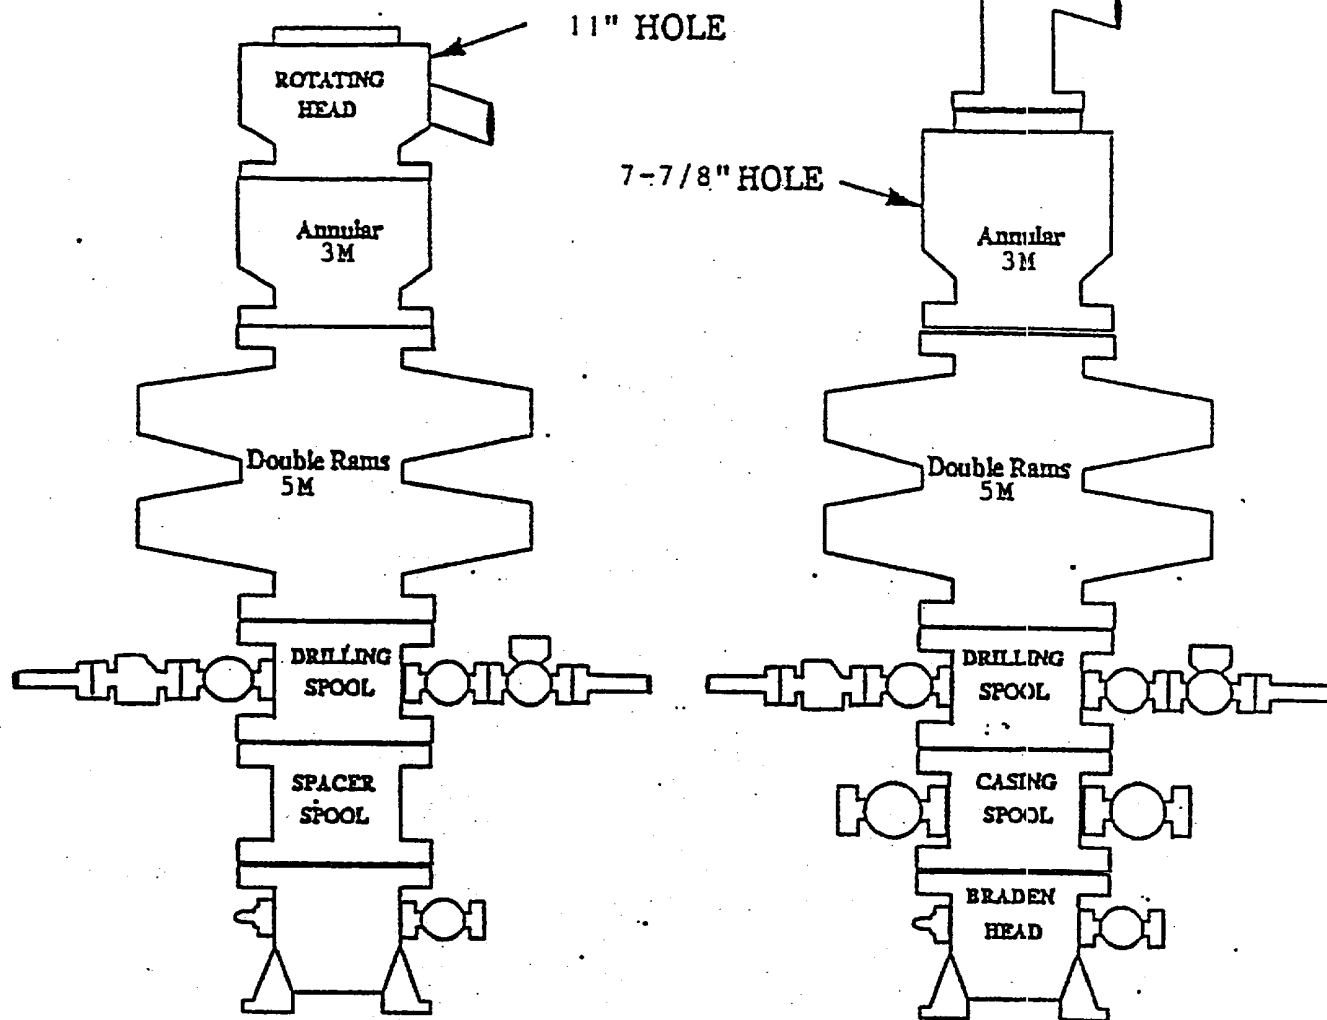 11" HOLE
ROTATING
HEAD
Annular
3M
Double Rams
5M
DRILLING
SPOOL
SPACER
SPOOL
7-7/8" HOLE
Annular
3M
Double Rams
5M
DRILLING
SPOOL
CASING
SPOOL
BRADEN
HEAD